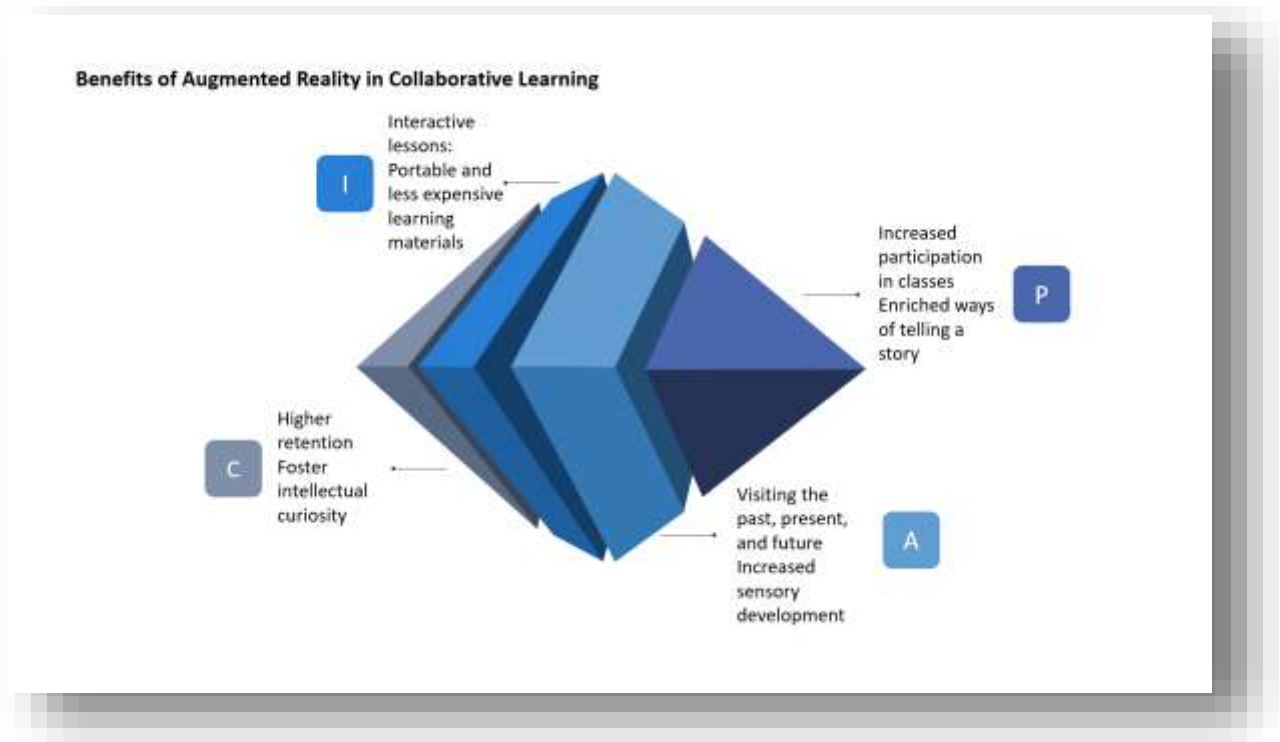 Benefits of Augmented Reality in Collaborative Learning
I
Interactive
lessons:
Portable and
less expensive
learning
materials
Increased
participation
in classes
Enriched ways
of telling a
story
P
C
Higher
retention
Foster
intellectual
curiosity
Visiting the
past, present,
and future
Increased
sensory
development
A